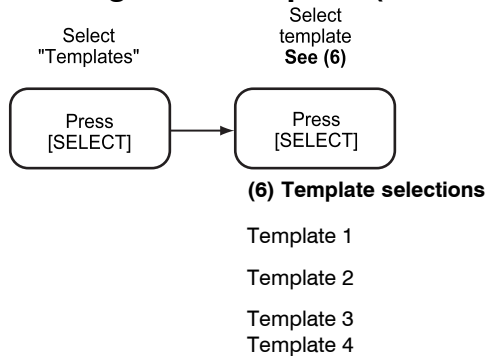 Select
"Templates"
Select
template
See (6)
Press
[SELECT]
Press
[SELECT]
(6) Template selections
Template 1
Template 2
Template 3
Template 4